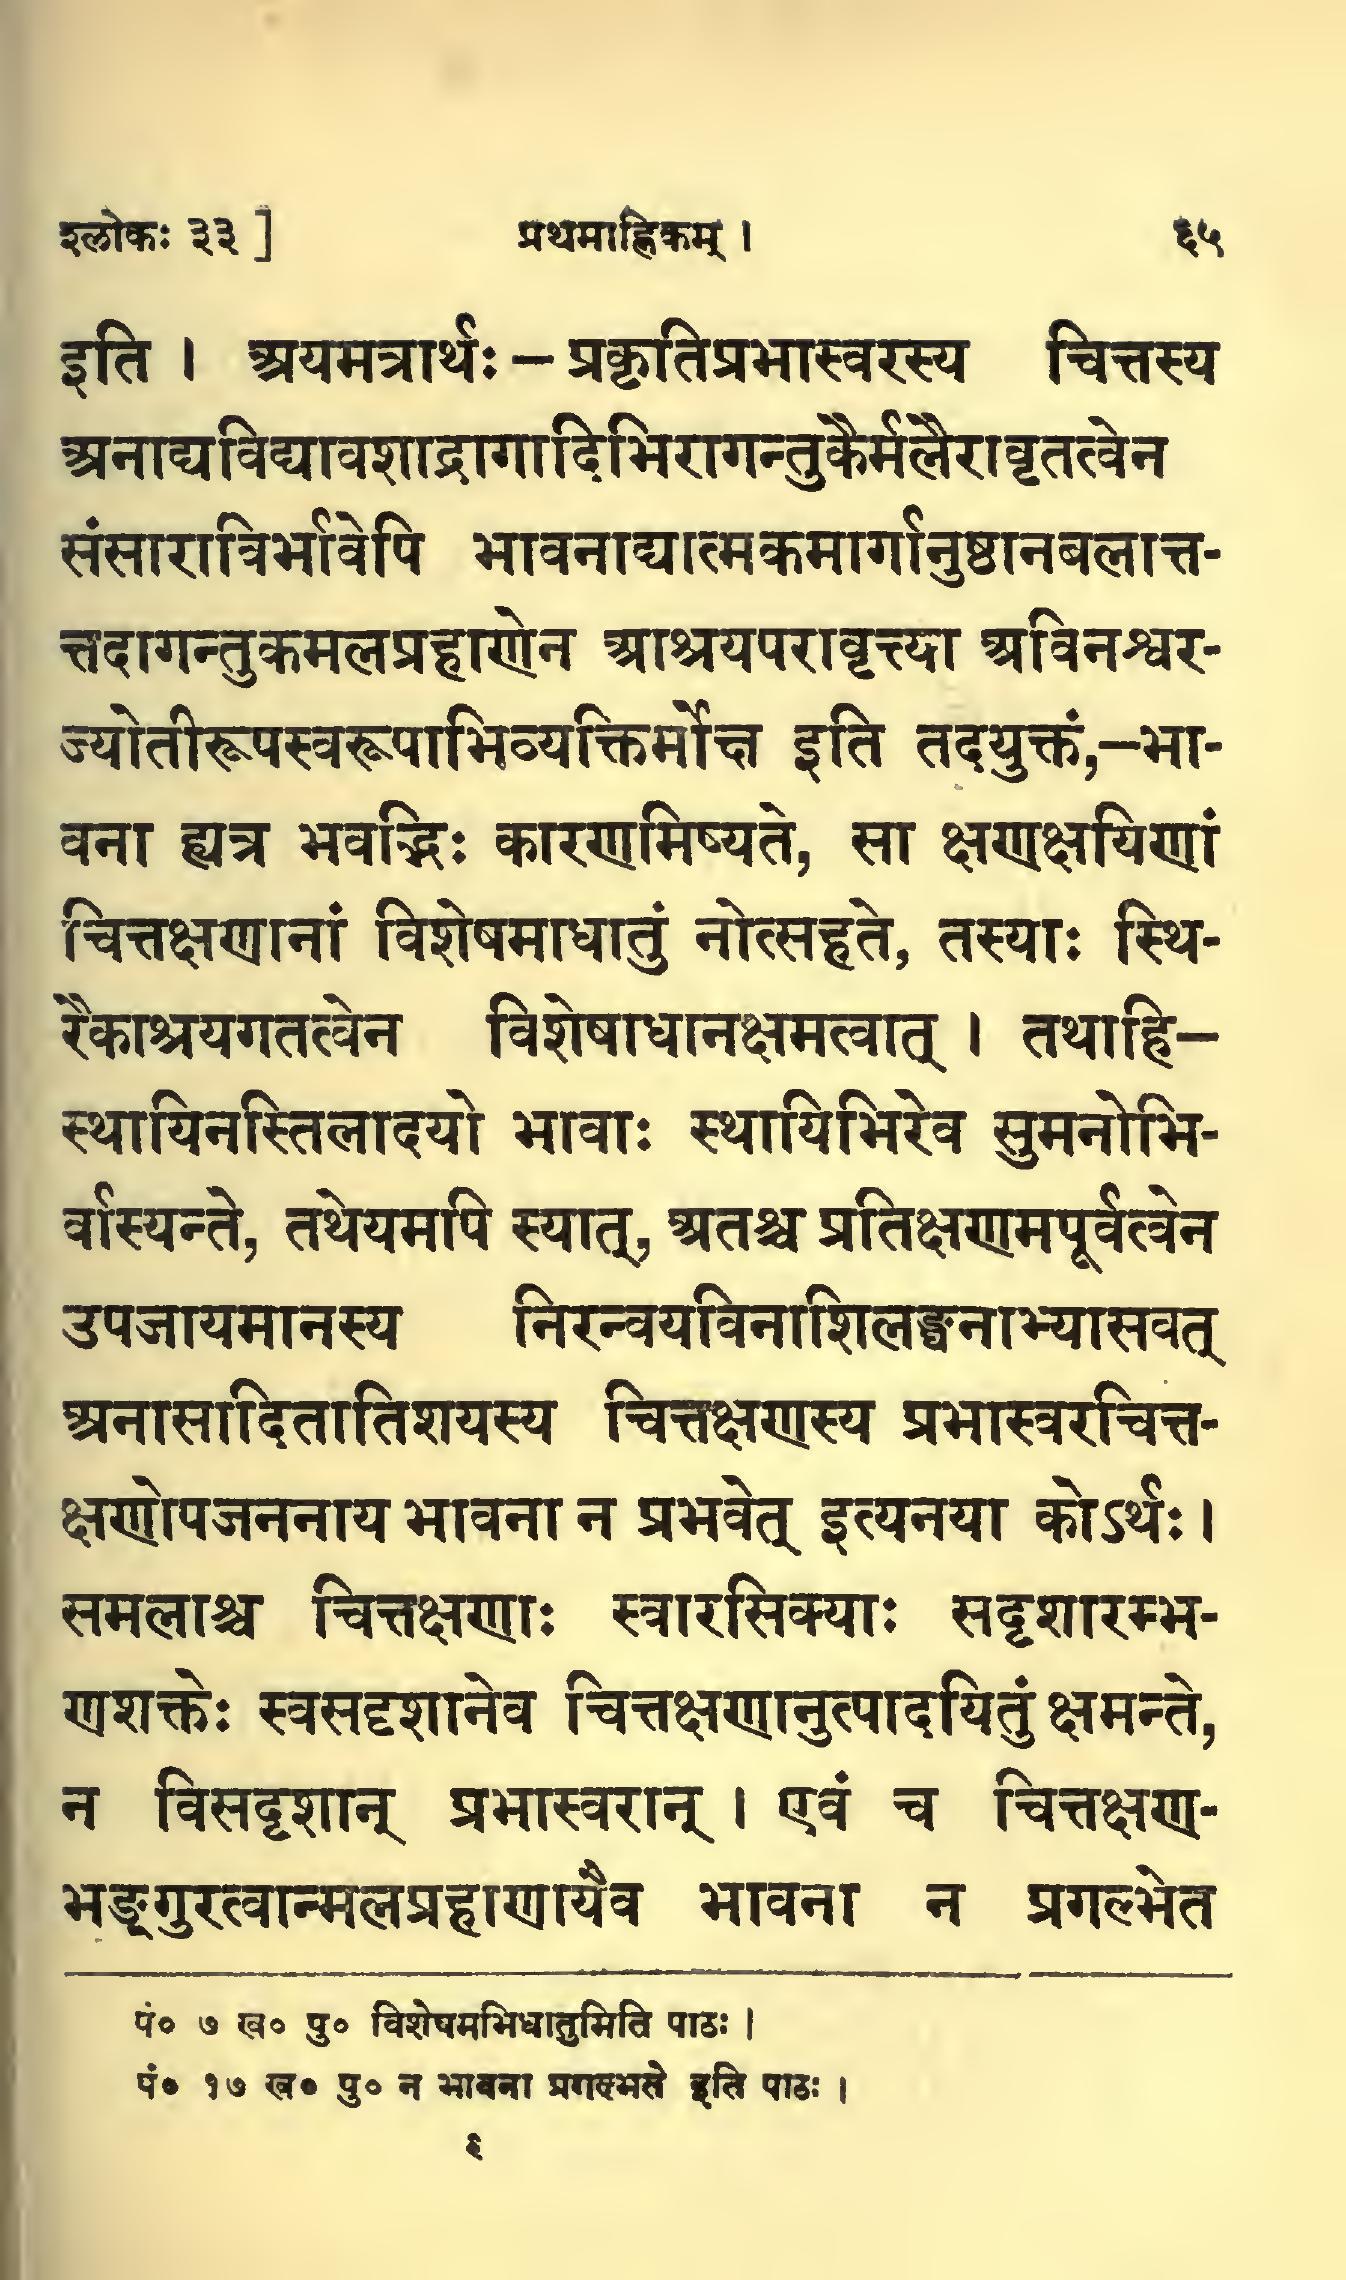 श्लोकः ३३ ] प्रथमाह्निकम् । ६५
इति । अयमत्रार्थः — प्रकृतिप्रभास्वरस्य चित्तस्य
अनाद्यविद्यावशाद्रागादिभिरागन्तुकैर्मलैरावृतत्वेन
संसाराविर्भावेपि भावनाद्यात्मकमार्गानुष्ठानबलात्त-
त्तदागन्तुकमलप्रहाणेन आश्रयपरावृत्त्या अविनश्वर-
ज्योतीरूपस्वरूपाभिव्यक्तिर्मोक्ष इति तदयुक्तं,—भा-
वना ह्यत्र भवद्भिः कारणमिष्यते, सा क्षणक्षयिणां
चित्तक्षणानां विशेषमाधातुं नोत्सहते, तस्याः स्थि-
रैकाश्रयगतत्वेन विशेषाधानक्षमत्वात् । तथाहि—
स्थायिनस्तिलादयो भावाः स्थायिभिरेव सुमनोभि-
र्वास्यन्ते, तथेयमपि स्यात्, अतश्च प्रतिक्षणमपूर्वत्वेन
उपजायमानस्य निरन्वयविनाशिलङ्घनाभ्यासवत्
अनासादितातिशयस्य चित्तक्षणस्य प्रभास्वरचित्त-
क्षणोपजननाय भावना न प्रभवेत् इत्यनया कोऽर्थः ।
समलाश्च चित्तक्षणाः स्वारसिक्याः सदृशारम्भ-
णशक्तेः स्वसदृशानेव चित्तक्षणानुत्पादयितुं क्षमन्ते,
न विसदृशान् प्रभास्वरान् । एवं च चित्तक्षण-
भङ्गुरत्वान्मलप्रहाणायैव भावना न प्रगल्भेत
पं० ७ ख० पु० विशेषमभिधातुमिति पाठः ।
पं० १७ ख० पु० न भावना प्रगल्भते इति पाठः ।
६